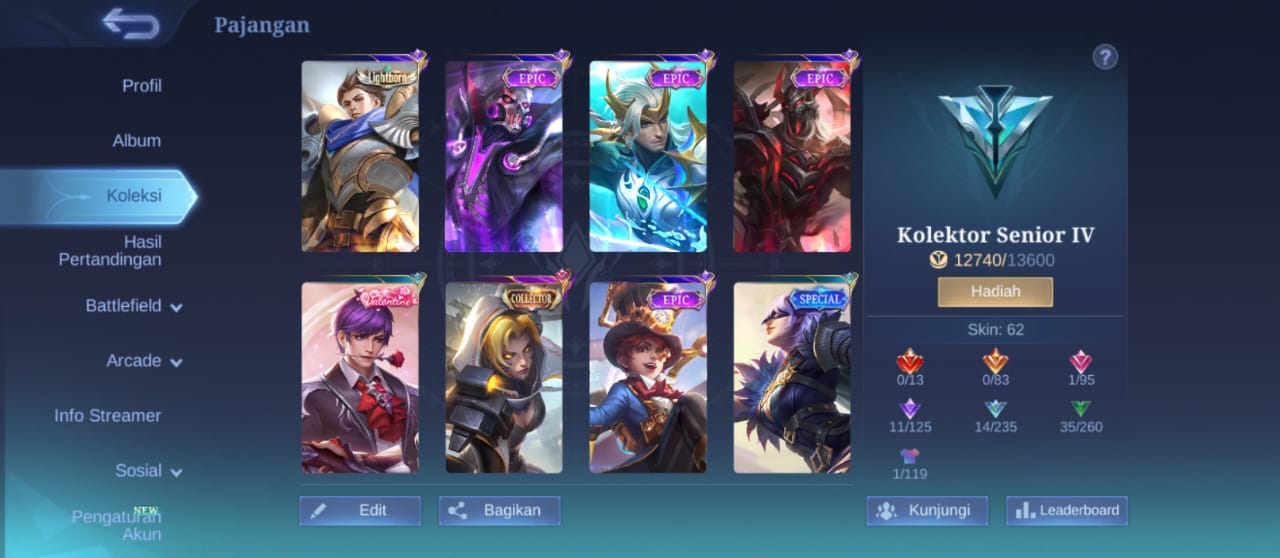 Pajangan
Profil
Album
Koleksi
Hasil
Pertandingan
Battlefield
Arcade
Info Streamer
Sosial
NEW
Pengaturan
Akun
Lightborn
EPIC
EPIC
EPIC
Valentine
COLLECTOR
EPIC
SPECIAL
Edit
Bagikan
?
Kolektor Senior IV
12740/13600
Hadiah
Skin: 62
0/13
0/83
1/95
11/125
14/235
35/260
1/119
Kunjungi
Leaderboard